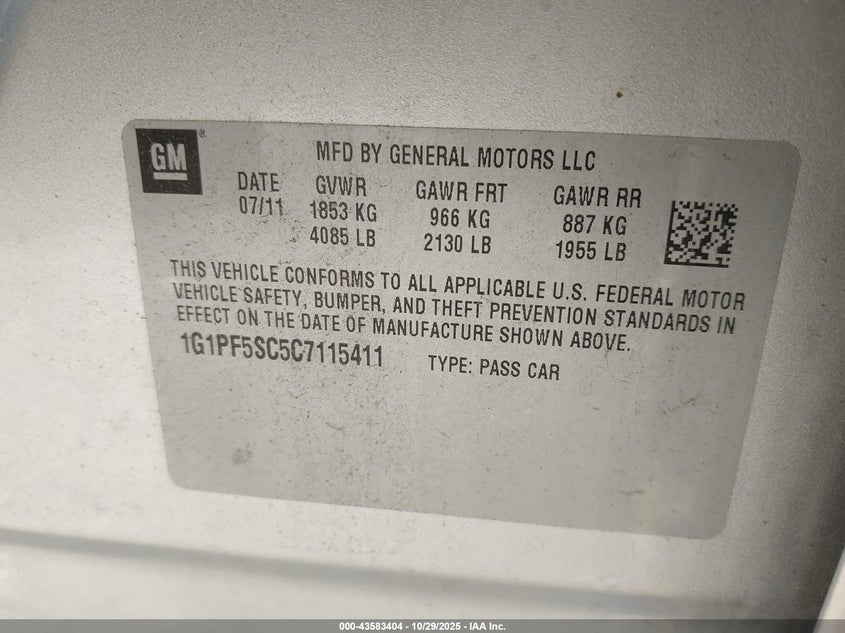 GM®
MFD BY GENERAL MOTORS LLC
DATE GVWR GAWR FRT GAWR RR
07/11 1853 KG 966 KG 887 KG
4085 LB 2130 LB 1955 LB
THIS VEHICLE CONFORMS TO ALL APPLICABLE U.S. FEDERAL MOTOR
VEHICLE SAFETY, BUMPER, AND THEFT PREVENTION STANDARDS IN
EFFECT ON THE DATE OF MANUFACTURE SHOWN ABOVE.
1G1PF5SC5C7115411 TYPE: PASS CAR
000-43583404 • 10/29/2025 • IAA Inc.